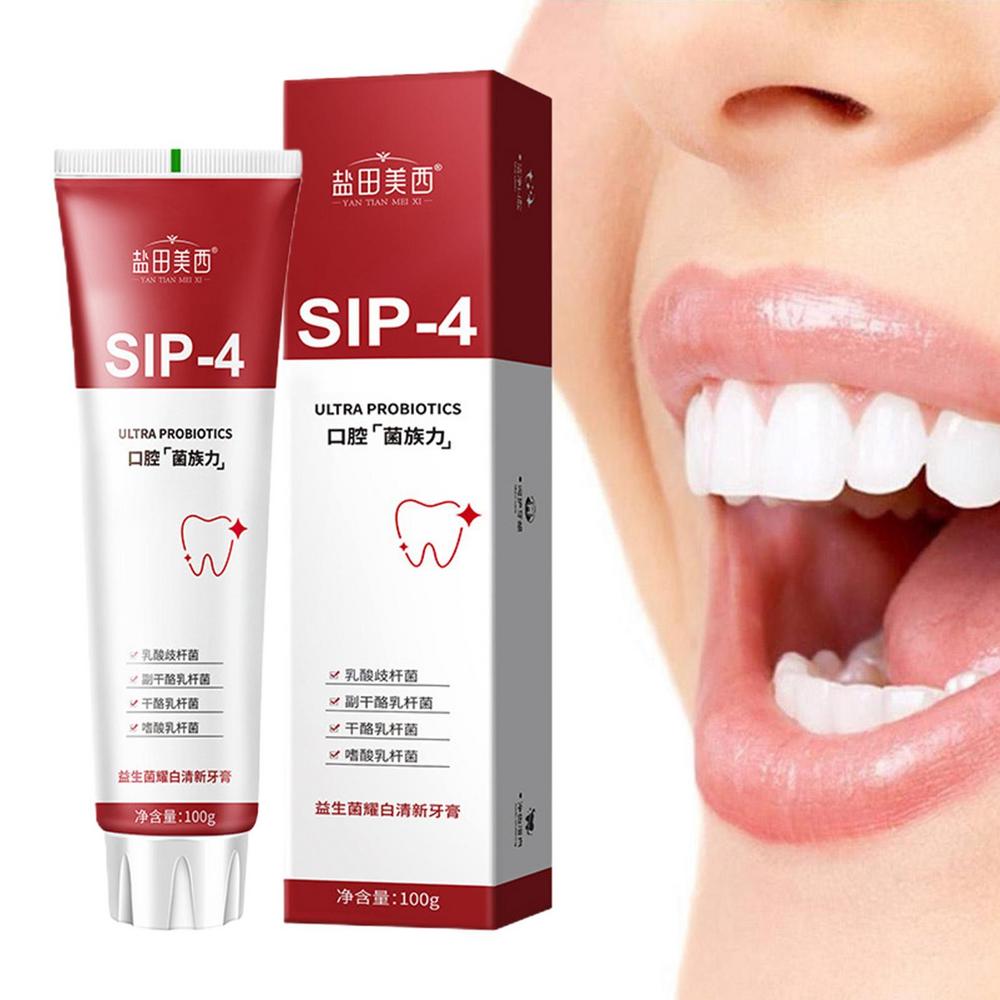 盐田美西®
YAN TIAN MEI XI
SIP-4
ULTRA PROBIOTICS
口腔「菌族力」
乳酸歧杆菌
副干酪乳杆菌
干酪乳杆菌
嗜酸乳杆菌
益生菌耀白清新牙膏
净含量:100g
盐田美西®
YAN TIAN MEI XI
SIP-4
ULTRA PROBIOTICS
口腔「菌族力」
乳酸歧杆菌
副干酪乳杆菌
干酪乳杆菌
嗜酸乳杆菌
益生菌耀白清新牙膏
净含量:100g